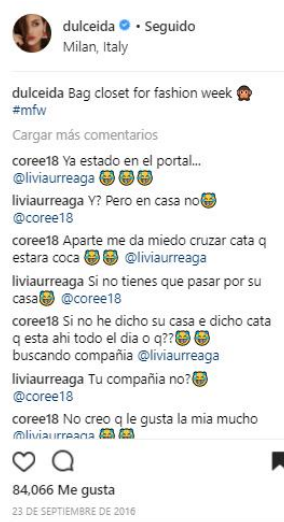 dulceida • Seguido
Milan, Italy
dulceida Bag closet for fashion week 🙊
#mfw
Cargar más comentarios
coree18 Ya estado en el portal...
@liviaurreaga 😹😹😹
liviaurreaga Y? Pero en casa no😹
@coree18
coree18 Aparte me da miedo cruzar cata q
estara coca 😹😹 @liviaurreaga
liviaurreaga Si no tienes que pasar por su
casa😹 @coree18
coree18 Si no he dicho su casa e dicho cata
q esta ahi todo el dia o q??😹😹
buscando compañia @liviaurreaga
liviaurreaga Tu compañia no?😹
@coree18
coree18 No creo q le gusta la mia mucho
@liviaurreaga 😹😹
84,066 Me gusta
23 DE SEPTIEMBRE DE 2016